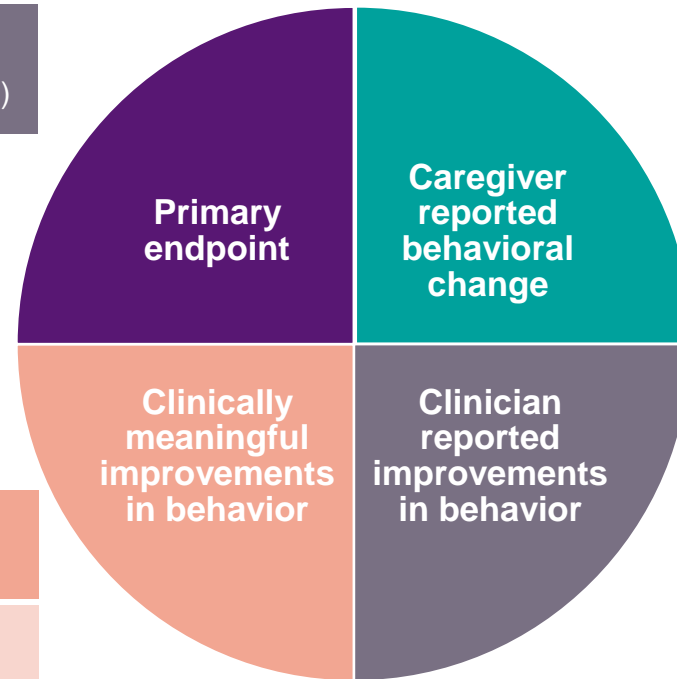 )
Primary
endpoint
Caregiver
reported
behavioral
change
Clinically
meaningful
improvements
in behavior
Clinician
reported
improvements
in behavior